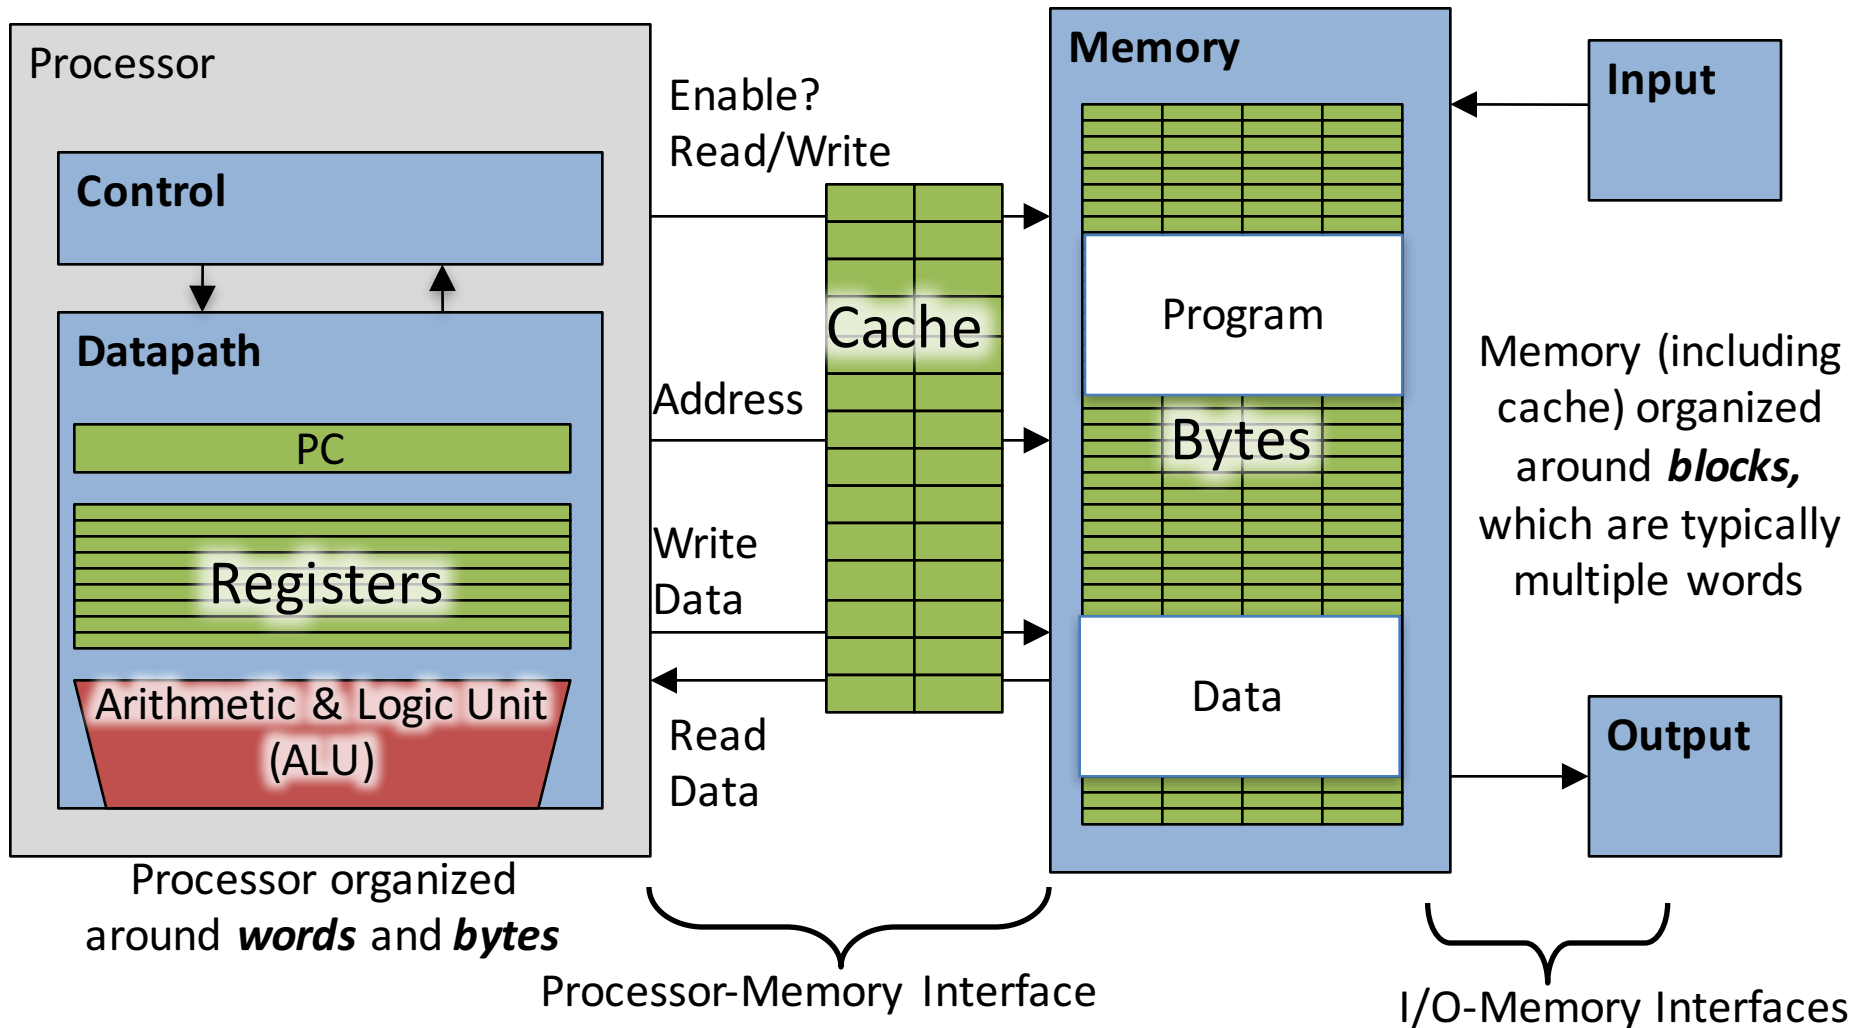 Processor
Control
Datapath
PC
Registers
Arithmetic & Logic Unit
(ALU)
Processor organized
around words and bytes
Enable?
Read/Write
Cache
Address
Write
Data
Read
Data
Processor-Memory Interface
Memory
Program
Bytes
Data
Input
Memory (including
cache) organized
around blocks,
which are typically
multiple words
Output
I/O-Memory Interfaces